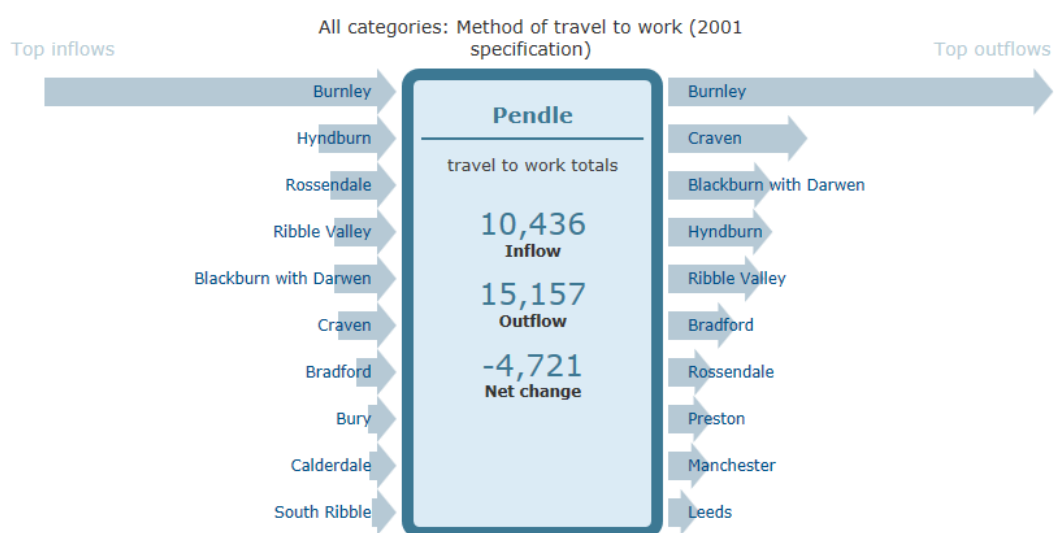 All categories: Method of travel to work (2001
specification)
Top inflows
Top outflows
Burnley
Hyndburn
Rossendale
Ribble Valley
Blackburn with Darwen
Craven
Bradford
Bury
Calderdale
South Ribble
Pendle
travel to work totals
10,436
Inflow
15,157
Outflow
-4,721
Net change
Burnley
Craven
Blackburn with Darwen
Hyndburn
Ribble Valley
Bradford
Rossendale
Preston
Manchester
Leeds